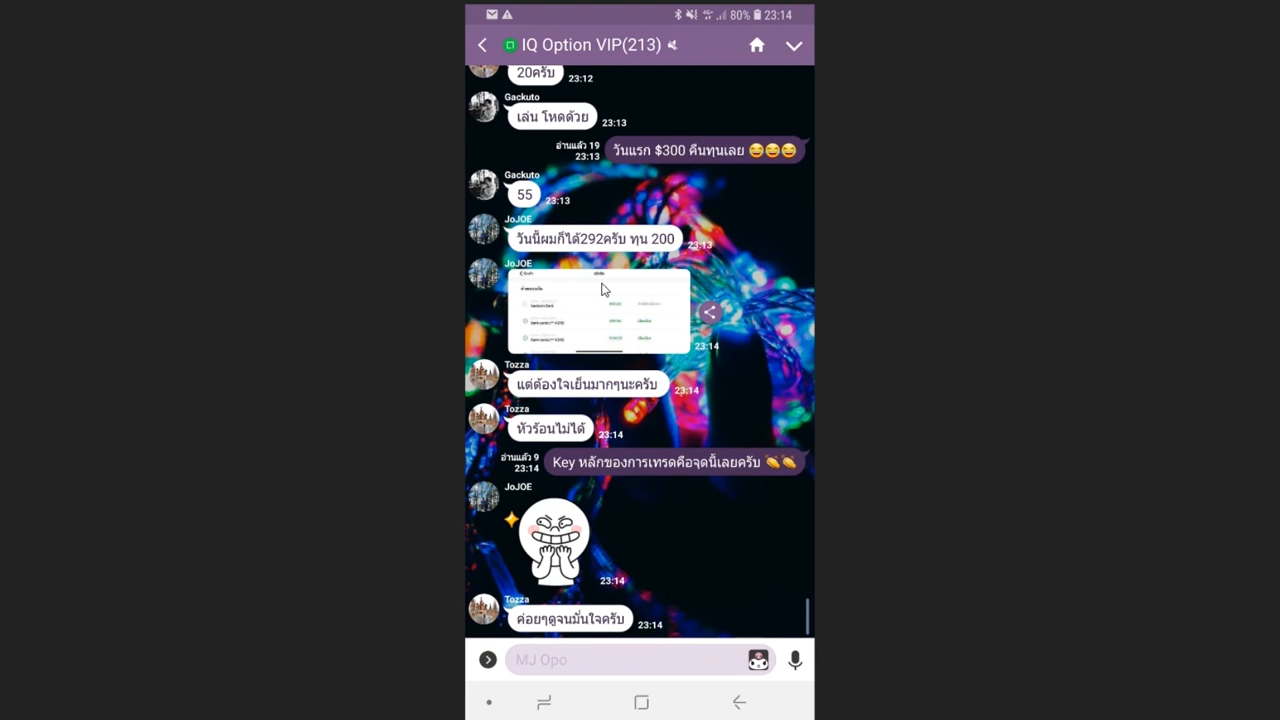 80% 23:14
IQ Option VIP(213)
20ครับ 23:12
Gackuto
เล่น โหดด้วย 23:13
อ่านแล้ว 19
23:13
วันแรก $300 คืนทุนเลย 😂😂😂
Gackuto
55 23:13
JoJOE
วันนี้ผมก็ได้292ครับ ทุน 200 23:13
JoJOE
23:14
Tozza
แต่ต้องใจเย็นมากๆนะครับ 23:14
Tozza
หัวร้อนไม่ได้ 23:14
อ่านแล้ว 9
23:14
Key หลักของการเทรดคือจุดนี้เลยครับ 👏👏
JoJOE
23:14
Tozza
ค่อยๆดูจนมั่นใจครับ 23:14
MJ Opo